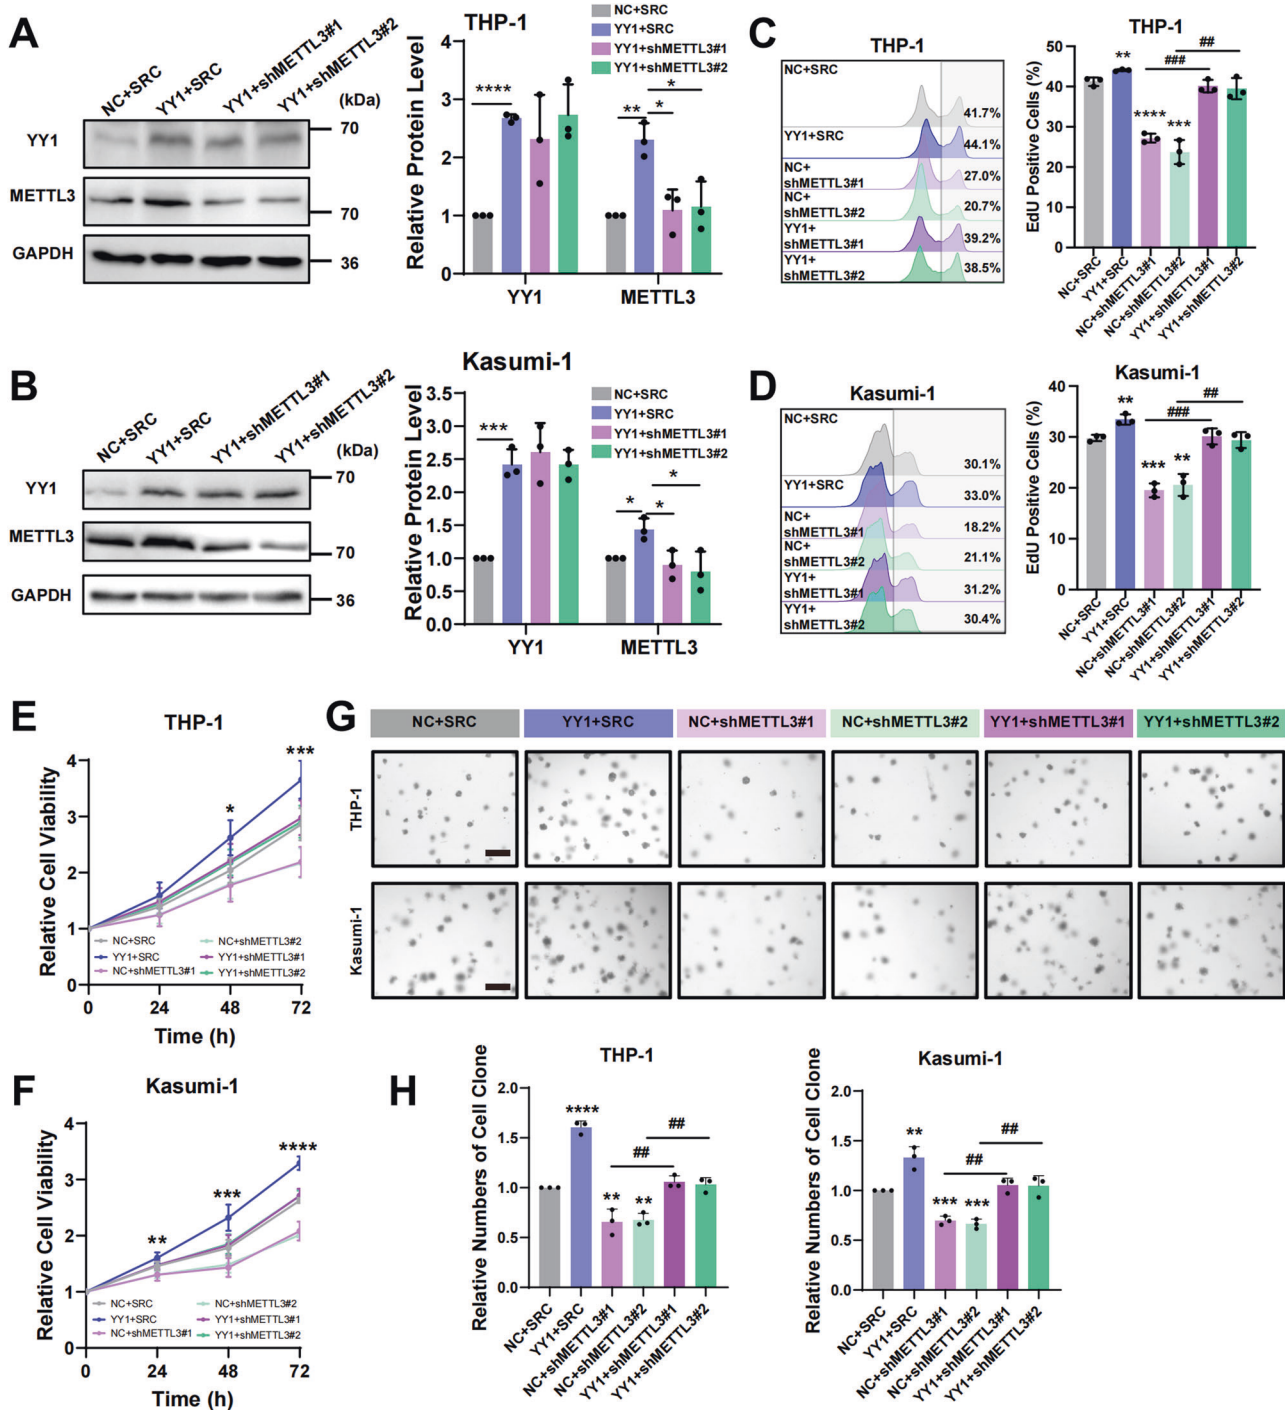 A
NC+SRC
YY1+SRC
YY1+shMETTL3#1
YY1+shMETTL3#2
(kDa)
YY1
70
METTL3
70
GAPDH
36
THP-1
NC+SRC
YY1+SRC
YY1+shMETTL3#1
YY1+shMETTL3#2
Relative Protein Level
4
3
2
1
0
****
**
*
*
YY1
METTL3
C
THP-1
NC+SRC
41.7%
YY1+SRC
44.1%
NC+
shMETTL3#1
27.0%
NC+
shMETTL3#2
20.7%
YY1+
shMETTL3#1
39.2%
YY1+
shMETTL3#2
38.5%
THP-1
EdU Positive Cells (%)
50
40
30
20
10
0
**
##
###
****
***
NC+SRC
YY1+SRC
NC+shMETTL3#1
NC+shMETTL3#2
YY1+shMETTL3#1
YY1+shMETTL3#2
B
NC+SRC
YY1+SRC
YY1+shMETTL3#1
YY1+shMETTL3#2
(kDa)
YY1
70
METTL3
70
GAPDH
36
Kasumi-1
NC+SRC
YY1+SRC
YY1+shMETTL3#1
YY1+shMETTL3#2
Relative Protein Level
3.5
3.0
2.5
2.0
1.5
1.0
0.5
0.0
***
*
*
*
YY1
METTL3
D
Kasumi-1
NC+SRC
30.1%
YY1+SRC
33.0%
NC+
shMETTL3#1
18.2%
NC+
shMETTL3#2
21.1%
YY1+
shMETTL3#1
31.2%
YY1+
shMETTL3#2
30.4%
Kasumi-1
EdU Positive Cells (%)
40
30
20
10
0
**
##
###
***
**
NC+SRC
YY1+SRC
NC+shMETTL3#1
NC+shMETTL3#2
YY1+shMETTL3#1
YY1+shMETTL3#2
E
THP-1
Relative Cell Viability
4
3
2
1
0
*
***
NC+SRC
YY1+SRC
NC+shMETTL3#1
NC+shMETTL3#2
YY1+shMETTL3#1
YY1+shMETTL3#2
0
24
48
72
Time (h)
G
NC+SRC
YY1+SRC
NC+shMETTL3#1
NC+shMETTL3#2
YY1+shMETTL3#1
YY1+shMETTL3#2
THP-1
Kasumi-1
F
Kasumi-1
Relative Cell Viability
4
3
2
1
0
**
***
****
NC+SRC
YY1+SRC
NC+shMETTL3#1
NC+shMETTL3#2
YY1+shMETTL3#1
YY1+shMETTL3#2
0
24
48
72
Time (h)
H
THP-1
Relative Numbers of Cell Clone
2.0
1.5
1.0
0.5
0.0
****
##
##
**
**
NC+SRC
YY1+SRC
NC+shMETTL3#1
NC+shMETTL3#2
YY1+shMETTL3#1
YY1+shMETTL3#2
Kasumi-1
Relative Numbers of Cell Clone
2.0
1.5
1.0
0.5
0.0
**
##
##
***
***
NC+SRC
YY1+SRC
NC+shMETTL3#1
NC+shMETTL3#2
YY1+shMETTL3#1
YY1+shMETTL3#2